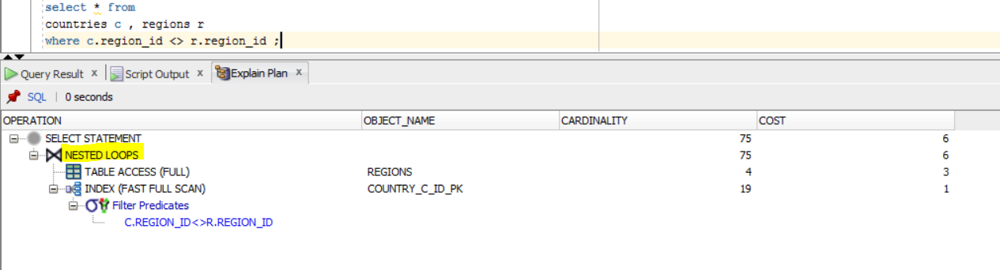 select * from
countries c , regions r
where c.region_id <> r.region_id ;
Query Result x Script Output x Explain Plan x
SQL | 0 seconds
OPERATION OBJECT_NAME CARDINALITY COST
SELECT STATEMENT 75 6
NESTED LOOPS 75 6
TABLE ACCESS (FULL) REGIONS 4 3
INDEX (FAST FULL SCAN) COUNTRY_C_ID_PK 19 1
Filter Predicates
C.REGION_ID<>R.REGION_ID